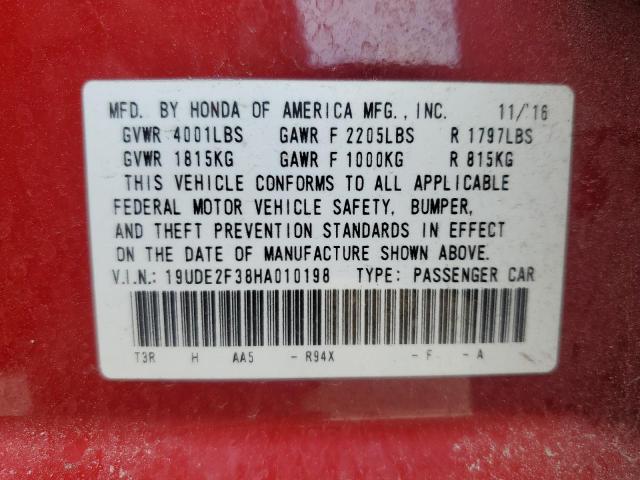 MFD. BY HONDA OF AMERICA MFG., INC. 11/'16
GVWR 4001LBS GAWR F 2205LBS R 1797LBS
GVWR 1815KG GAWR F 1000KG R 815KG
THIS VEHICLE CONFORMS TO ALL APPLICABLE
FEDERAL MOTOR VEHICLE SAFETY, BUMPER,
AND THEFT PREVENTION STANDARDS IN EFFECT
ON THE DATE OF MANUFACTURE SHOWN ABOVE.
V.I.N.: 19UDE2F38HA010198 TYPE: PASSENGER CAR
T3R H AA5 - R94X - F - A